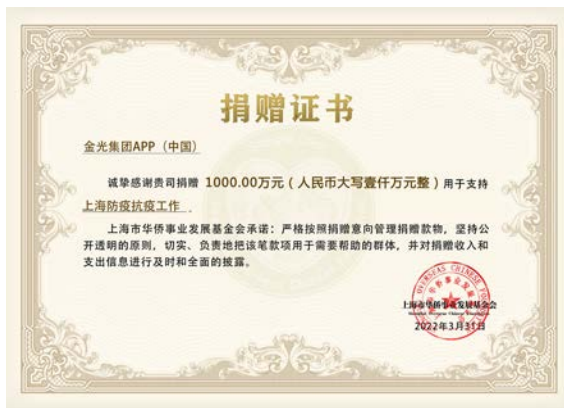 捐赠证书
金光集团APP（中国）
诚挚感谢贵司捐赠 1000.00万元（人民币大写壹仟万元整）用于支持
上海防疫抗疫工作 .
上海市华侨事业发展基金会承诺：严格按照捐赠意向管理捐赠款物，坚持公
开透明的原则，切实、负责地把该笔款项用于需要帮助的群体，并对捐赠收入和
支出信息进行及时和全面的披露。
OVERSEAS CHINESE
上海市华侨事业发展基金会
2022年3月31日